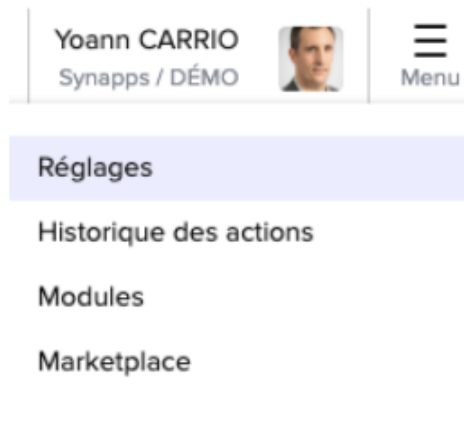 Yoann CARRIO
Synapps / DÉMO
Menu
Réglages
Historique des actions
Modules
Marketplace